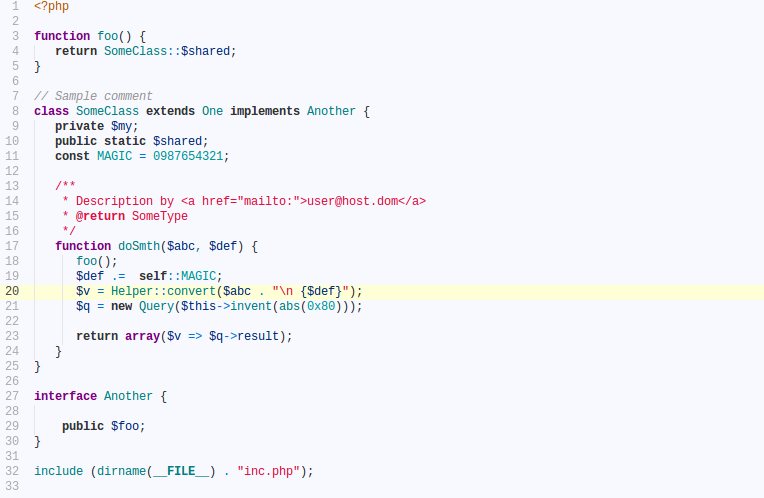 1 <?php
2
3 function foo() {
4    return SomeClass::$shared;
5 }
6
7 // Sample comment
8 class SomeClass extends One implements Another {
9    private $my;
10    public static $shared;
11    const MAGIC = 0987654321;
12
13    /**
14     * Description by <a href="mailto:">user@host.dom</a>
15     * @return SomeType
16     */
17    function doSmth($abc, $def) {
18       foo();
19       $def .=  self::MAGIC;
20       $v = Helper::convert($abc . "\n {$def}");
21       $q = new Query($this->invent(abs(0x80)));
22
23       return array($v => $q->result);
24    }
25 }
26
27 interface Another {
28
29     public $foo;
30 }
31
32 include (dirname(__FILE__) . "inc.php");
33